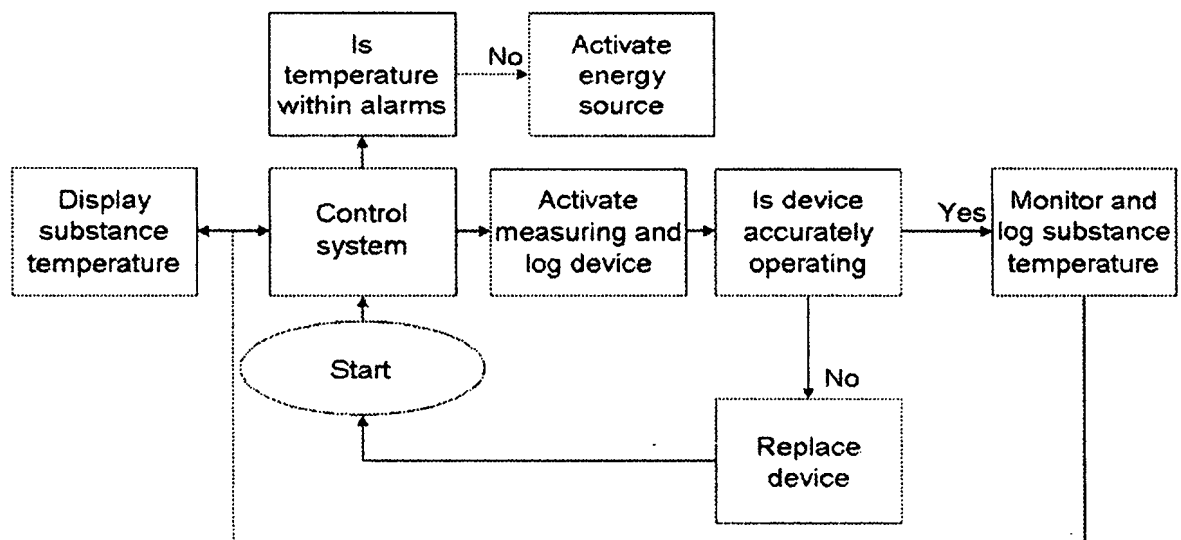 Is
temperature
within alarms
No
Activate
energy
source
Display
substance
temperature
Control
system
Activate
measuring and
log device
Is device
accurately
operating
Yes
Monitor and
log substance
temperature
Start
No
Replace
device